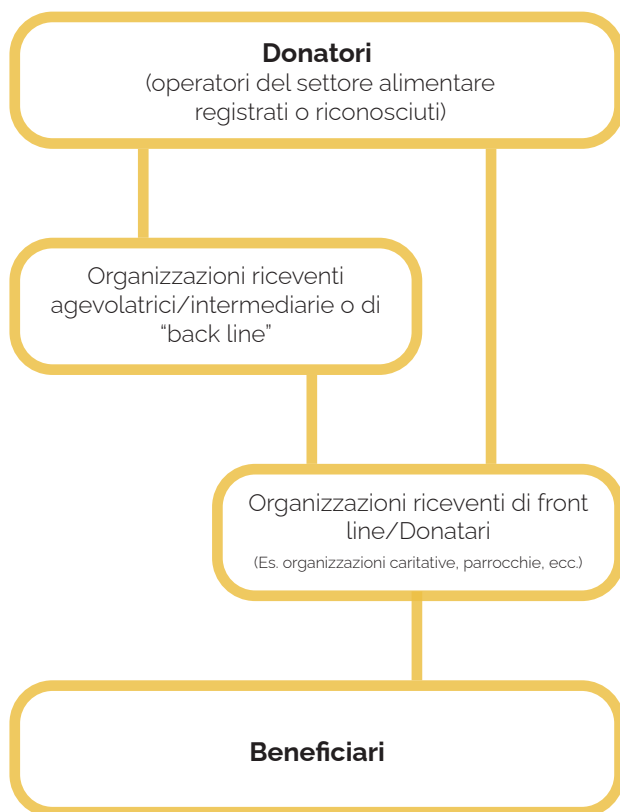 Donatori
(operatori del settore alimentare
registrati o riconosciuti)
Organizzazioni riceventi
agevolatrici/intermediarie o di
“back line”
Organizzazioni riceventi di front
line/Donatari
(Es. organizzazioni caritative, parrocchie, ecc.)
Beneficiari